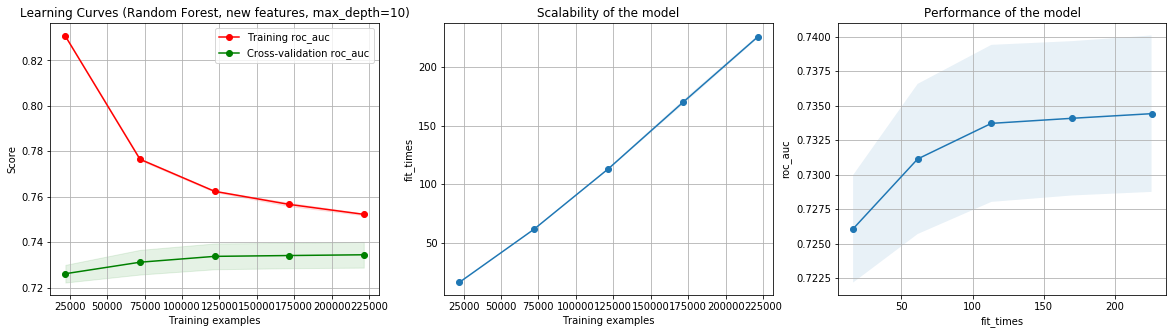 Learning Curves (Random Forest, new features, max_depth=10)
Training roc_auc
Cross-validation roc_auc
Score
0.82
0.80
0.78
0.76
0.74
0.72
25000 50000 75000 100000 125000 150000 175000 200000 225000
Training examples
Scalability of the model
fit_times
200
150
100
50
25000 50000 75000 100000 125000 150000 175000 200000 225000
Training examples
Performance of the model
roc_auc
0.7400
0.7375
0.7350
0.7325
0.7300
0.7275
0.7250
0.7225
50 100 150 200
fit_times